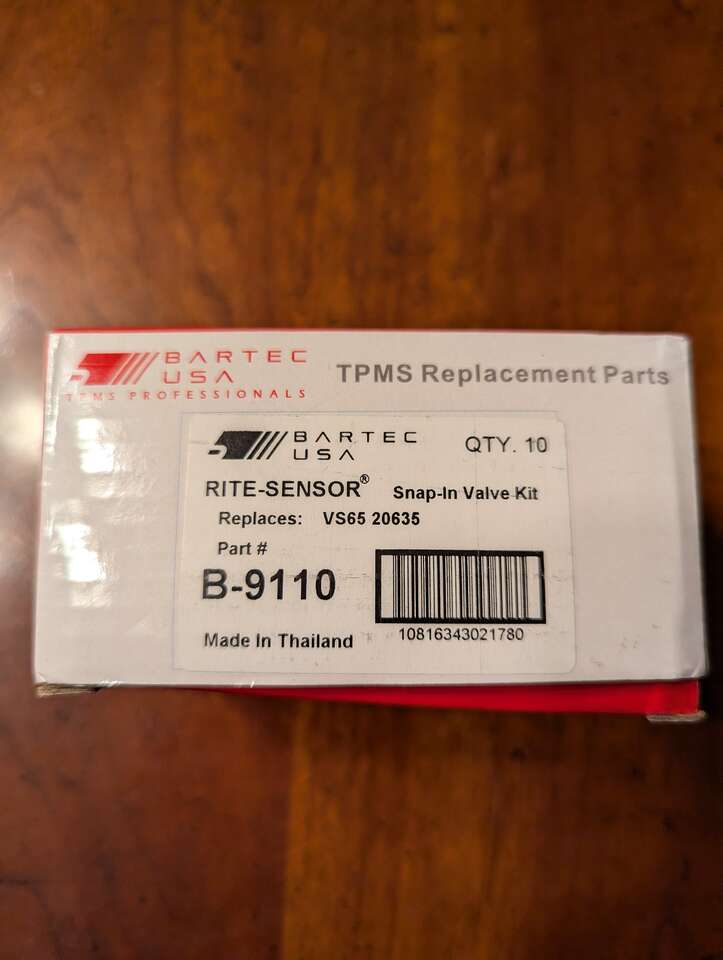 BARTEC
USA
TPMS PROFESSIONALS
TPMS Replacement Parts
BARTEC
USA
QTY. 10
RITE-SENSOR® Snap-In Valve Kit
Replaces: VS65 20635
Part #
B-9110
10816343021780
Made In Thailand